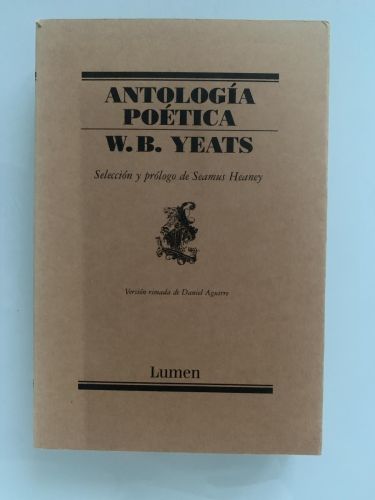 ANTOLOGÍA
POÉTICA
W. B. YEATS
Selección y prólogo de Seamus Heaney
Versión rimada de Daniel Aguirre
Lumen